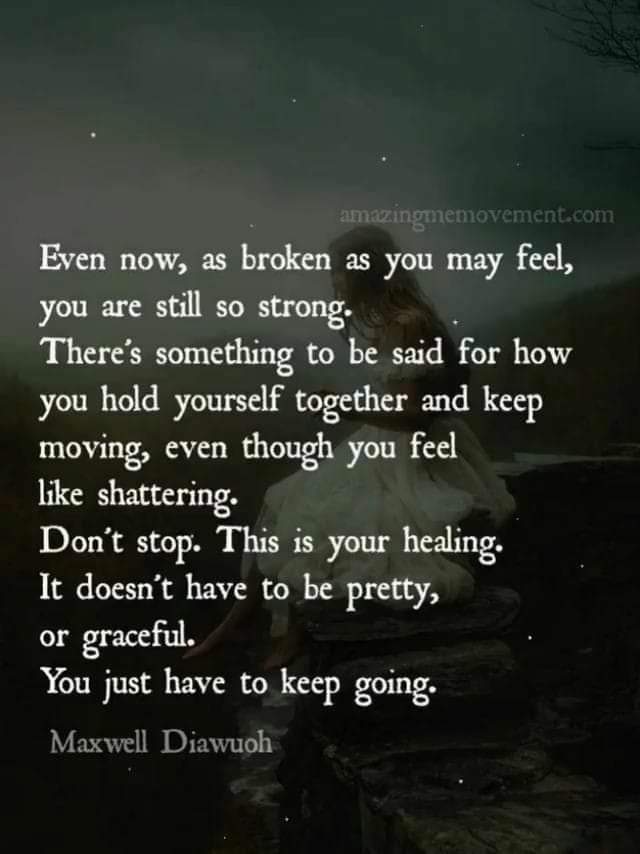 amazingmemovement.com
Even now, as broken as you may feel,
you are still so strong.
There's something to be said for how
you hold yourself together and keep
moving, even though you feel
like shattering.
Don't stop. This is your healing.
It doesn't have to be pretty,
or graceful.
You just have to keep going.
Maxwell Diawuoh